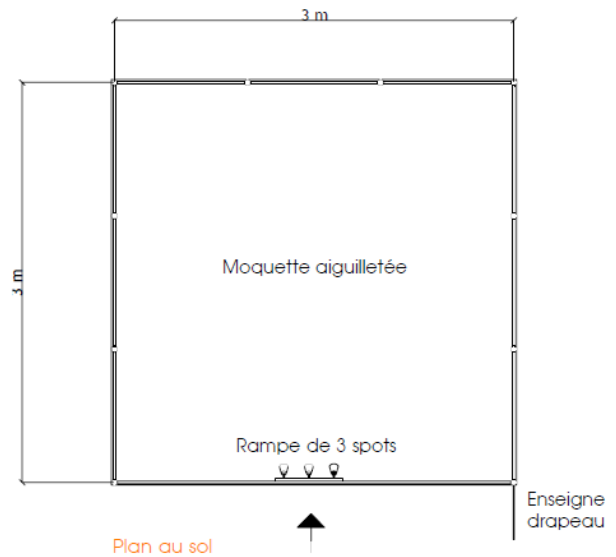 3 m
3 m
Moquette aiguilletée
Rampe de 3 spots
Enseigne
drapeau
Plan au sol